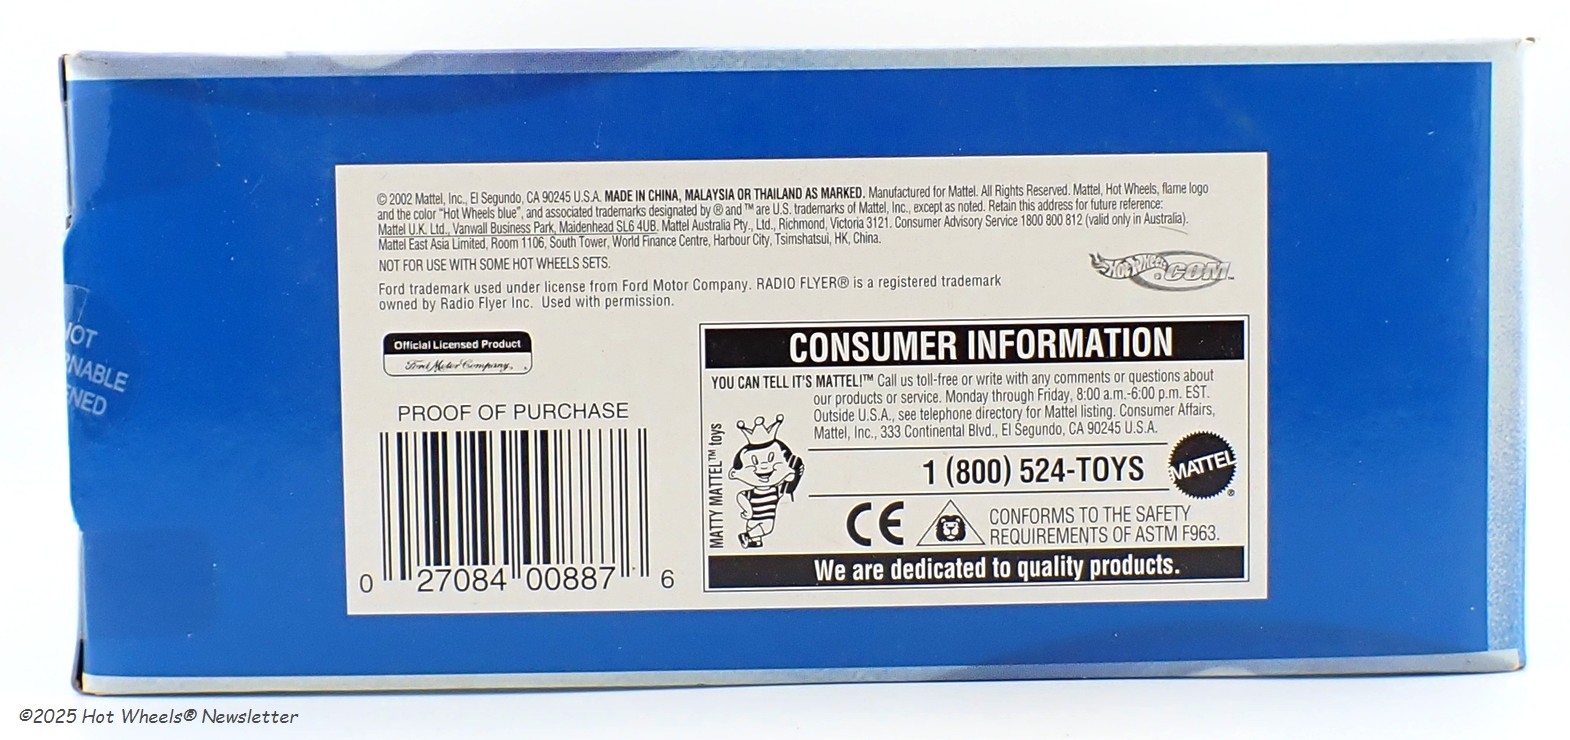 © 2002 Mattel, Inc., El Segundo, CA 90245 U.S.A. MADE IN CHINA, MALAYSIA OR THAILAND AS MARKED. Manufactured for Mattel. All Rights Reserved. Mattel, Hot Wheels, flame logo
and the color "Hot Wheels blue", and associated trademarks designated by ® and ™ are U.S. trademarks of Mattel, Inc., except as noted. Retain this address for future reference:
Mattel U.K. Ltd., Vanwall Business Park, Maidenhead SL6 4UB. Mattel Australia Pty., Ltd., Richmond, Victoria 3121. Consumer Advisory Service 1800 800 812 (valid only in Australia).
Mattel East Asia Limited, Room 1106, South Tower, World Finance Centre, Harbour City, Tsimshatsui, HK, China.
NOT FOR USE WITH SOME HOT WHEELS SETS.
Ford trademark used under license from Ford Motor Company. RADIO FLYER® is a registered trademark
owned by Radio Flyer Inc. Used with permission.
Hot Wheels .COM™
Official Licensed Product
Ford Motor Company.
PROOF OF PURCHASE
0 27084 00887 6
CONSUMER INFORMATION
YOU CAN TELL IT'S MATTEL!™ Call us toll-free or write with any comments or questions about
our products or service. Monday through Friday, 8:00 a.m.-6:00 p.m. EST.
Outside U.S.A., see telephone directory for Mattel listing. Consumer Affairs,
Mattel, Inc., 333 Continental Blvd., El Segundo, CA 90245 U.S.A.
MATTY MATTEL™ toys
1 (800) 524-TOYS
MATTEL®
CE
CONFORMS TO THE SAFETY
REQUIREMENTS OF ASTM F963.
We are dedicated to quality products.
©2025 Hot Wheels® Newsletter